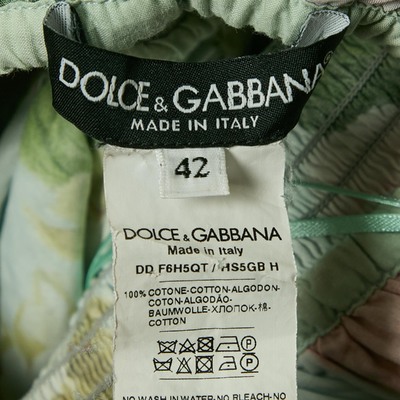 DOLCE & GABBANA®
MADE IN ITALY
42
DOLCE & GABBANA
Made in Italy
DD F6H5QT / HS5GB H
100% COTONE-COTTON-ALGODON-
COTON-ALGODÃO-
BAUMWOLLE-ХЛОПОК-棉-
COTTON
NO WASH IN WATER-NO BLEACH-NO